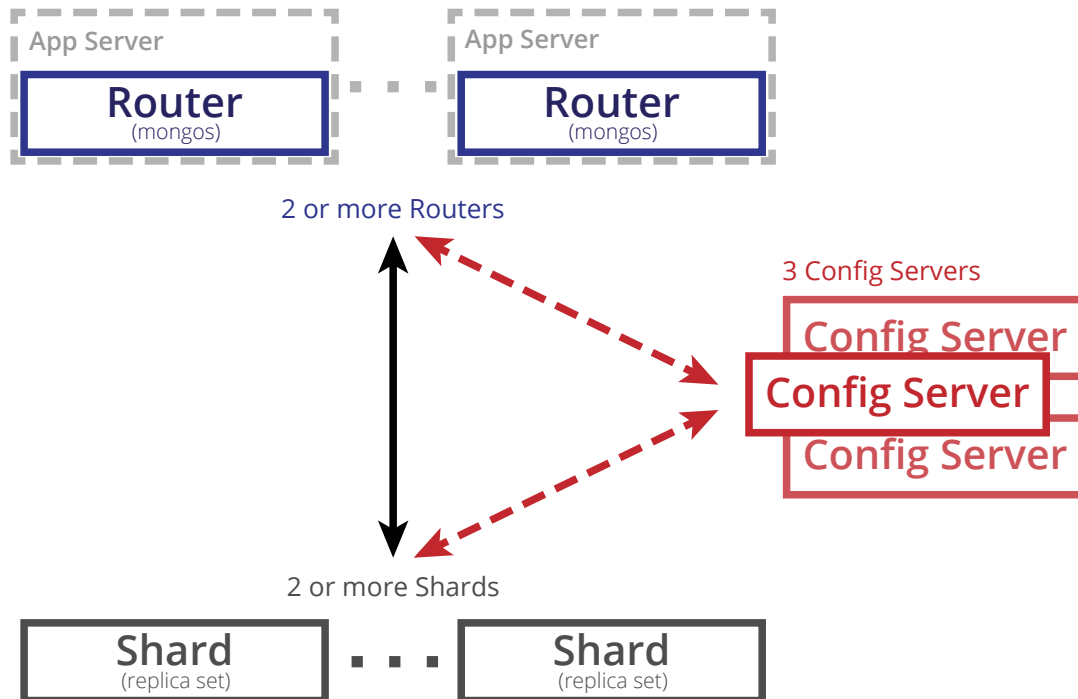 App Server
App Server
Router
(mongos)
Router
(mongos)
2 or more Routers
3 Config Servers
Config Server
Config Server
Config Server
2 or more Shards
Shard
(replica set)
Shard
(replica set)